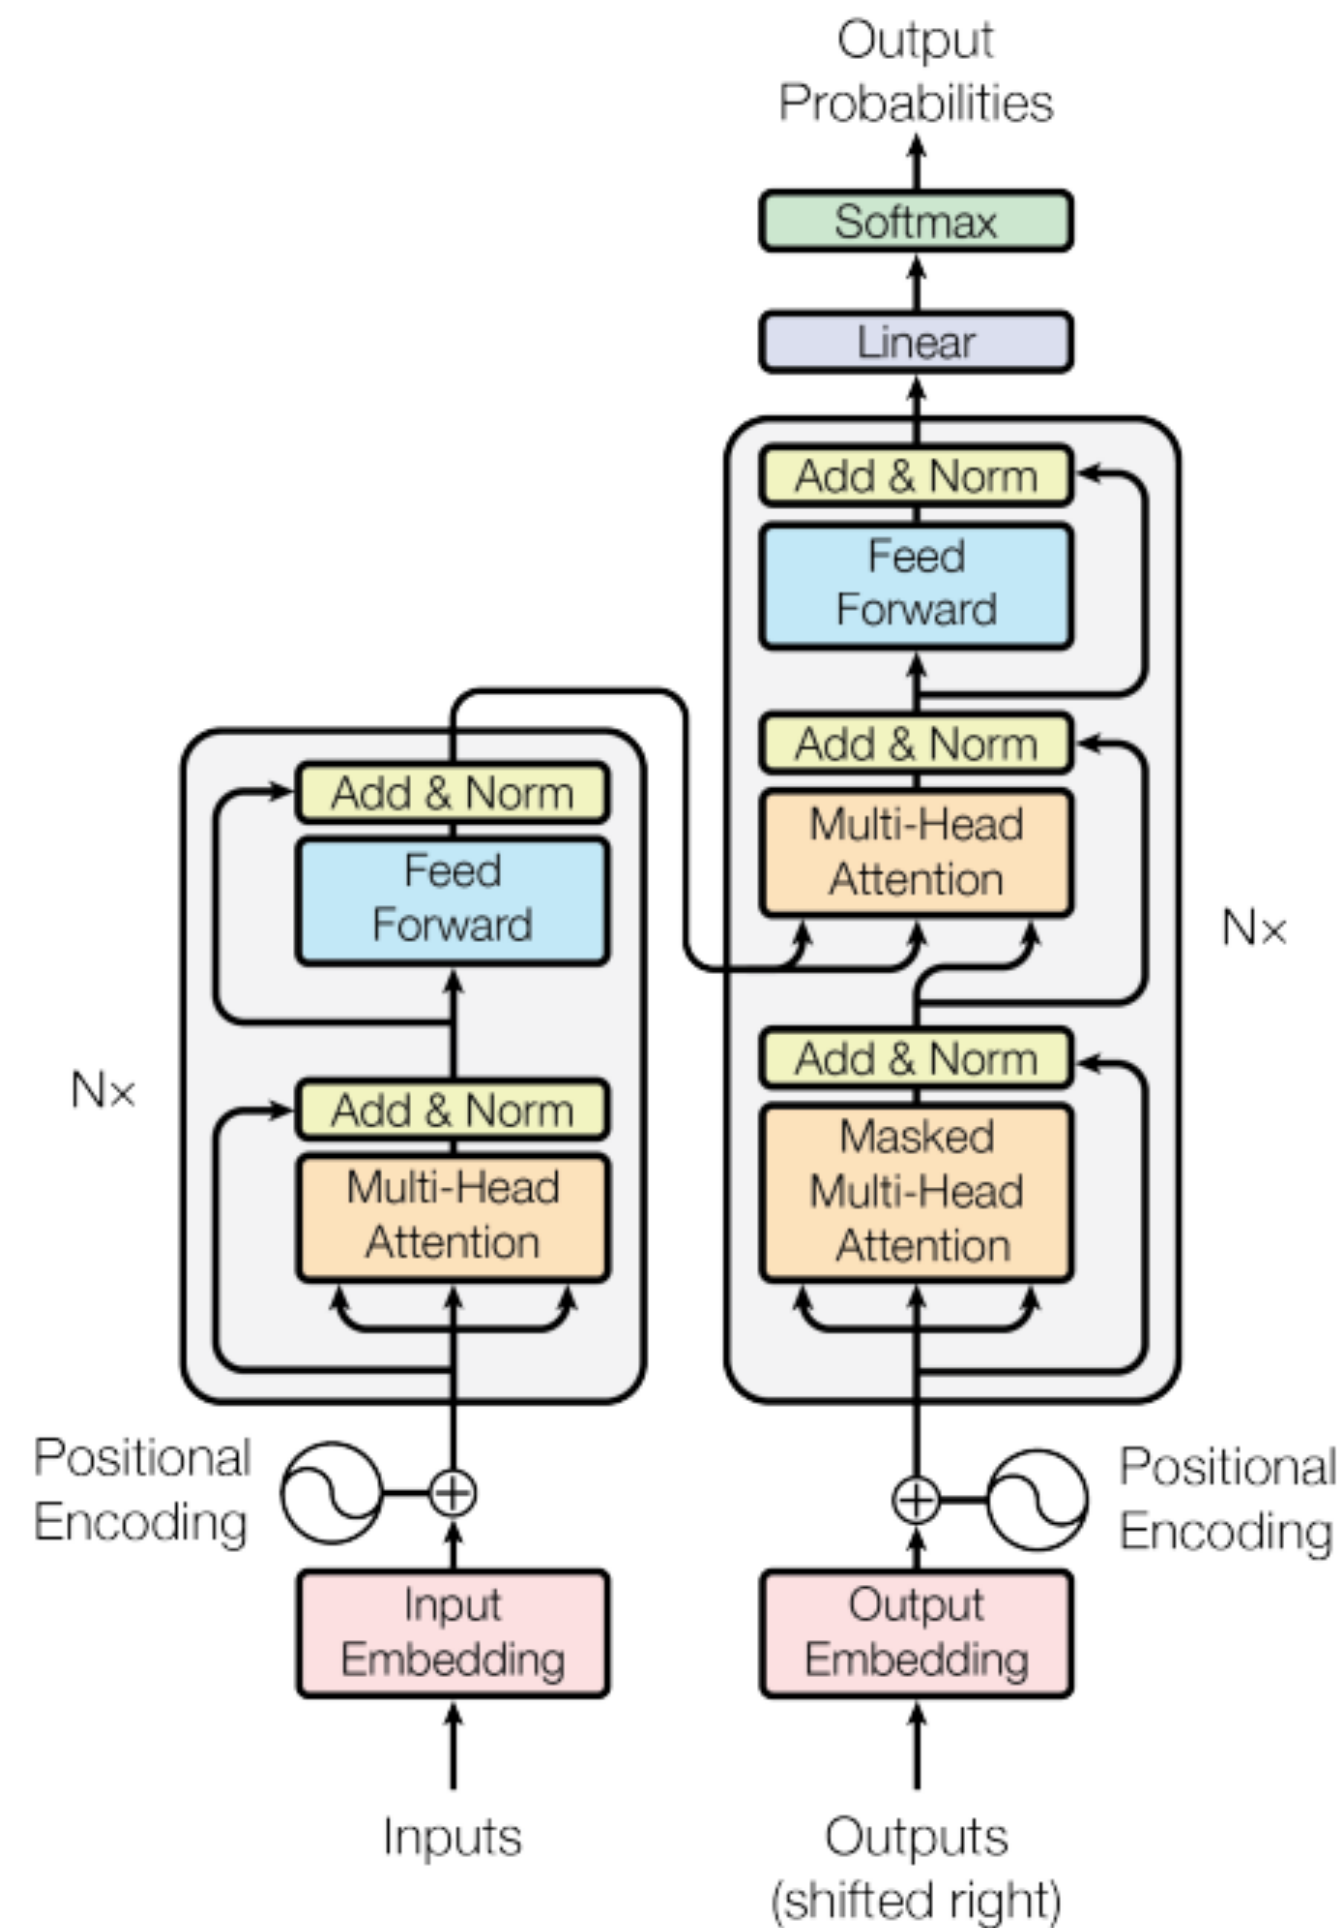 Output
Probabilities
Softmax
Linear
Add & Norm
Feed
Forward
Add & Norm
Multi-Head
Attention
Nx
Add & Norm
Masked
Multi-Head
Attention
Add & Norm
Feed
Forward
Nx
Add & Norm
Multi-Head
Attention
Positional
Encoding
Positional
Encoding
Input
Embedding
Output
Embedding
Inputs
Outputs
(shifted right)